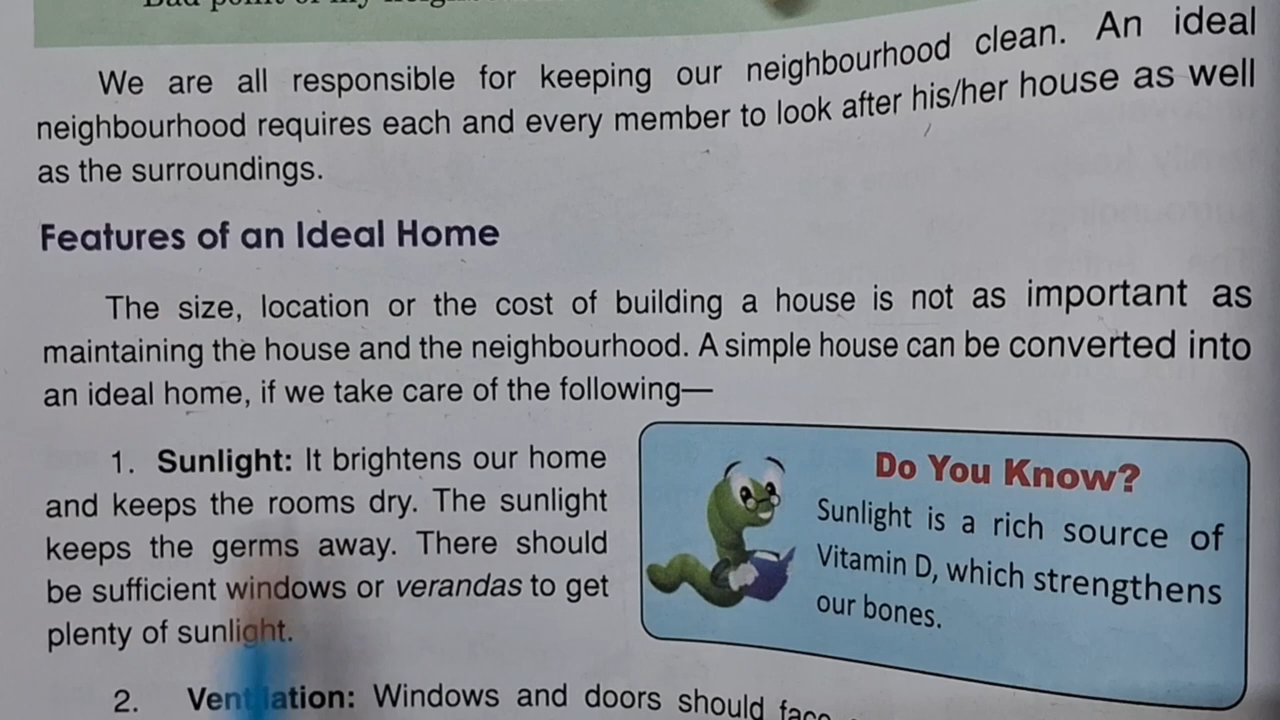 We are all responsible for keeping our neighbourhood clean. An ideal
neighbourhood requires each and every member to look after his/her house as well
as the surroundings.
Features of an Ideal Home
The size, location or the cost of building a house is not as important as
maintaining the house and the neighbourhood. A simple house can be converted into
an ideal home, if we take care of the following—
1. Sunlight: It brightens our home
and keeps the rooms dry. The sunlight
keeps the germs away. There should
be sufficient windows or verandas to get
plenty of sunlight.
Do You Know?
Sunlight is a rich source of
Vitamin D, which strengthens
our bones.
2. Ventilation: Windows and doors should face